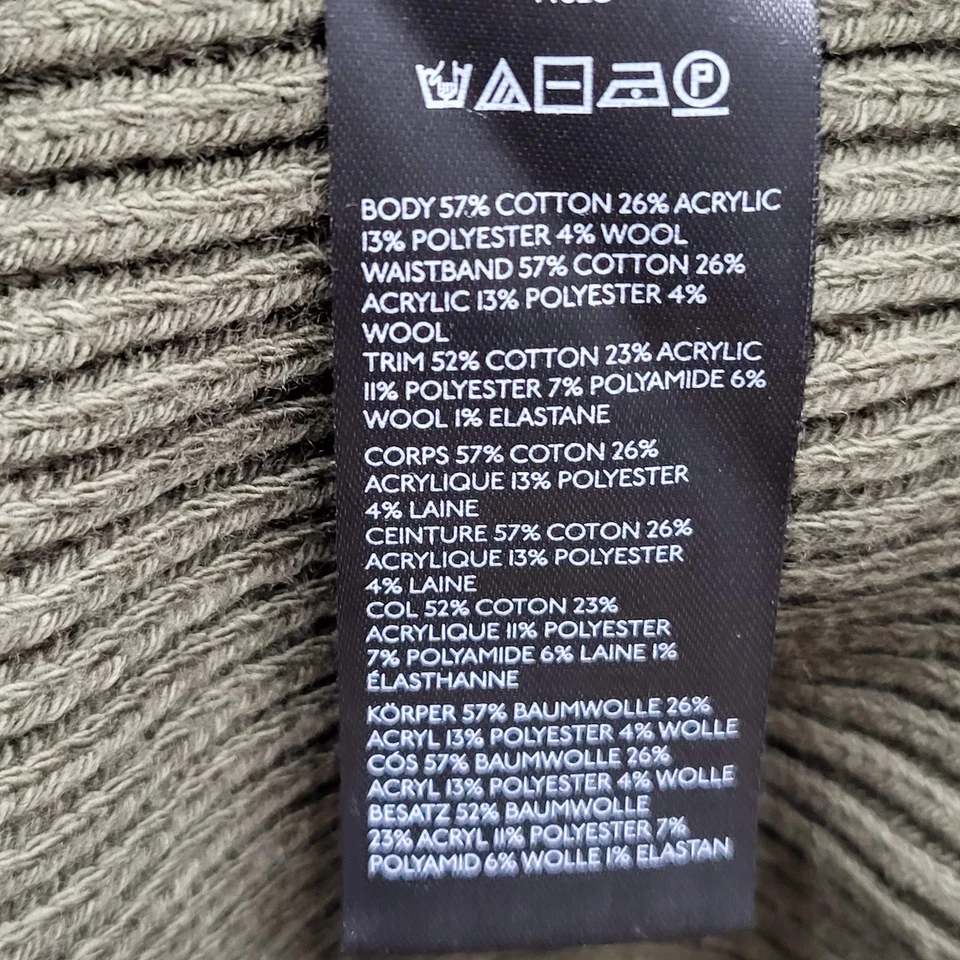 P
BODY 57% COTTON 26% ACRYLIC
13% POLYESTER 4% WOOL
WAISTBAND 57% COTTON 26%
ACRYLIC 13% POLYESTER 4%
WOOL
TRIM 52% COTTON 23% ACRYLIC
11% POLYESTER 7% POLYAMIDE 6%
WOOL 1% ELASTANE
CORPS 57% COTON 26%
ACRYLIQUE 13% POLYESTER
4% LAINE
CEINTURE 57% COTON 26%
ACRYLIQUE 13% POLYESTER
4% LAINE
COL 52% COTON 23%
ACRYLIQUE 11% POLYESTER
7% POLYAMIDE 6% LAINE 1%
ÉLASTHANNE
KÖRPER 57% BAUMWOLLE 26%
ACRYL 13% POLYESTER 4% WOLLE
CÓS 57% BAUMWOLLE 26%
ACRYL 13% POLYESTER 4% WOLLE
BESATZ 52% BAUMWOLLE
23% ACRYL 11% POLYESTER 7%
POLYAMID 6% WOLLE 1% ELASTAN